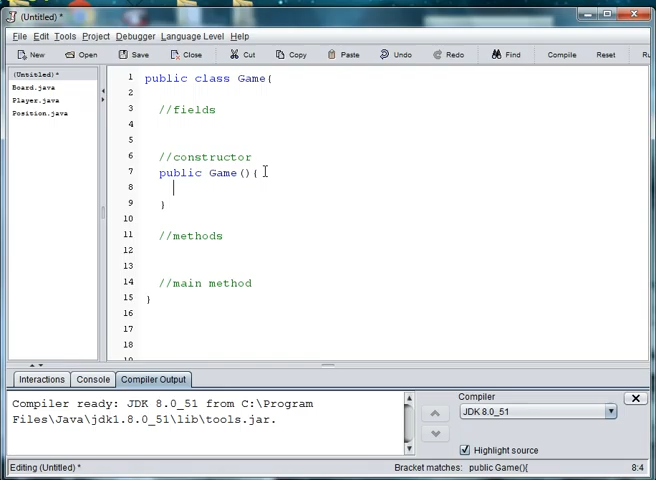 (Untitled) *
File Edit Tools Project Debugger Language Level Help
New Open Save Close Cut Copy Paste Undo Redo Find Compile Reset Ru
(Untitled) *
Board.java
Player.java
Position.java
1 public class Game{
2
3 //fields
4
5
6 //constructor
7 public Game(){
8
9 }
10
11 //methods
12
13
14 //main method
15 }
16
17
18
19
Interactions Console Compiler Output
Compiler ready: JDK 8.0_51 from C:\Program
Files\Java\jdk1.8.0_51\lib\tools.jar.
Compiler
JDK 8.0_51
Highlight source
Editing (Untitled) * Bracket matches: public Game(){ 8:4